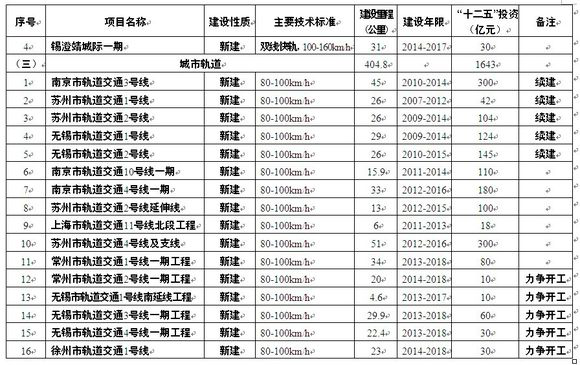 序号 项目名称 建设性质 主要技术标准 建设里程(公里) 建设年限 “十二五”投资(亿元) 备注
4 锡澄靖城际一期 新建 双线快轨, 100-160km/h 31 2014-2017 30
（三） 城市轨道 404.8 1643
1 南京市轨道交通3号线 新建 80-100km/h 45 2010-2014 300 续建
2 苏州市轨道交通1号线 新建 80-100km/h 26 2007-2012 42 续建
3 苏州市轨道交通2号线 新建 80-100km/h 26 2009-2014 104 续建
4 无锡市轨道交通1号线 新建 80-100km/h 29 2009-2014 124 续建
5 无锡市轨道交通2号线 新建 80-100km/h 26 2010-2015 145 续建
6 南京市轨道交通10号线一期 新建 80-100km/h 15.9 2011-2014 110
7 南京市轨道交通4号线一期 新建 80-100km/h 33 2012-2016 180
8 苏州市轨道交通2号线延伸线 新建 80-100km/h 13 2012-2015 100
9 上海市轨道交通11号线北段工程 新建 80-100km/h 6 2011-2013 18
10 苏州市轨道交通4号线及支线 新建 80-100km/h 51 2012-2016 300
11 常州市轨道交通1号线一期工程 新建 80-100km/h 34 2013-2018 80
12 常州市轨道交通2号线一期工程 新建 80-100km/h 20 2014-2018 10 力争开工
13 无锡市轨道交通1号线南延线工程 新建 80-100km/h 4.6 2013-2017 10 力争开工
14 无锡市轨道交通3号线一期工程 新建 80-100km/h 29.9 2013-2018 60 力争开工
15 无锡市轨道交通4号线一期工程 新建 80-100km/h 22.4 2013-2018 30 力争开工
16 徐州市轨道交通1号线 新建 80-100km/h 23 2014-2018 30 力争开工